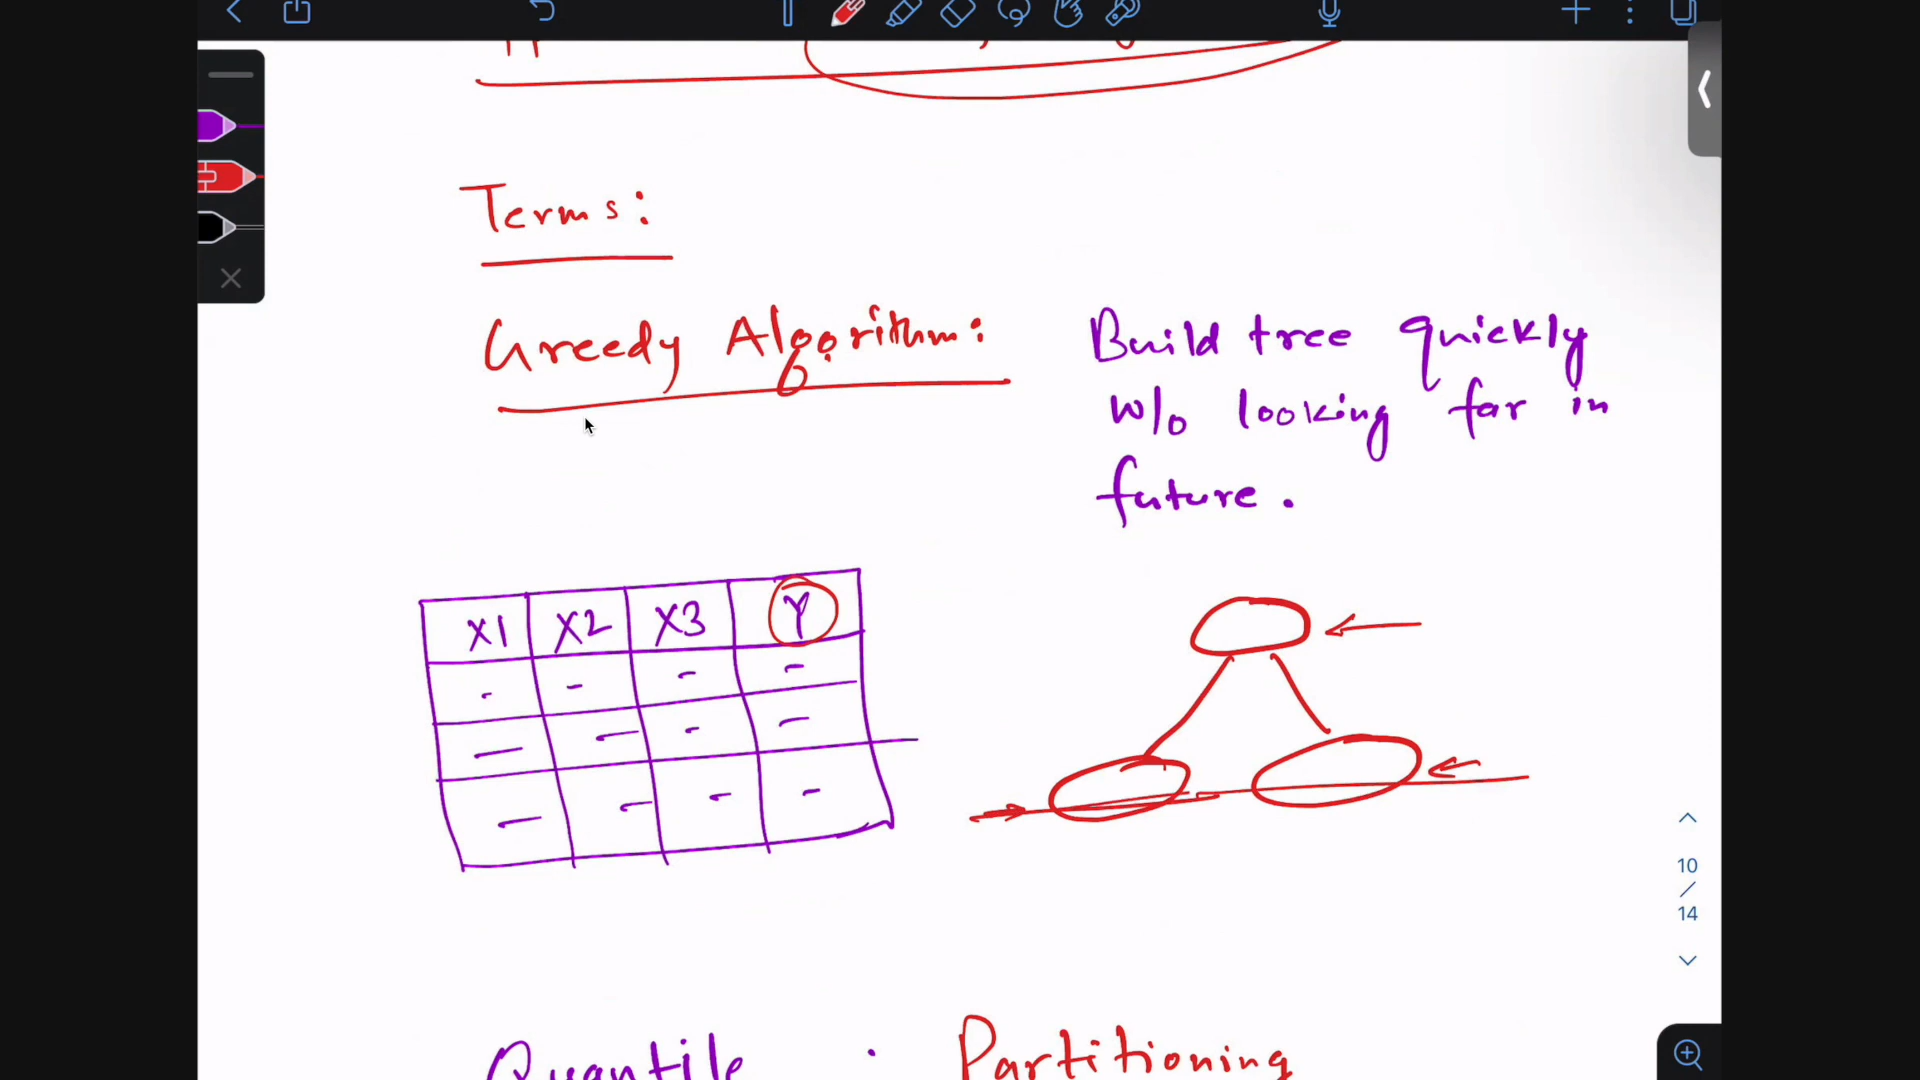 Terms:
Greedy Algorithm:
Build tree quickly
w/o looking far in
future.
X1 X2 X3 Y
10
/
14
Quantile : Partitioning